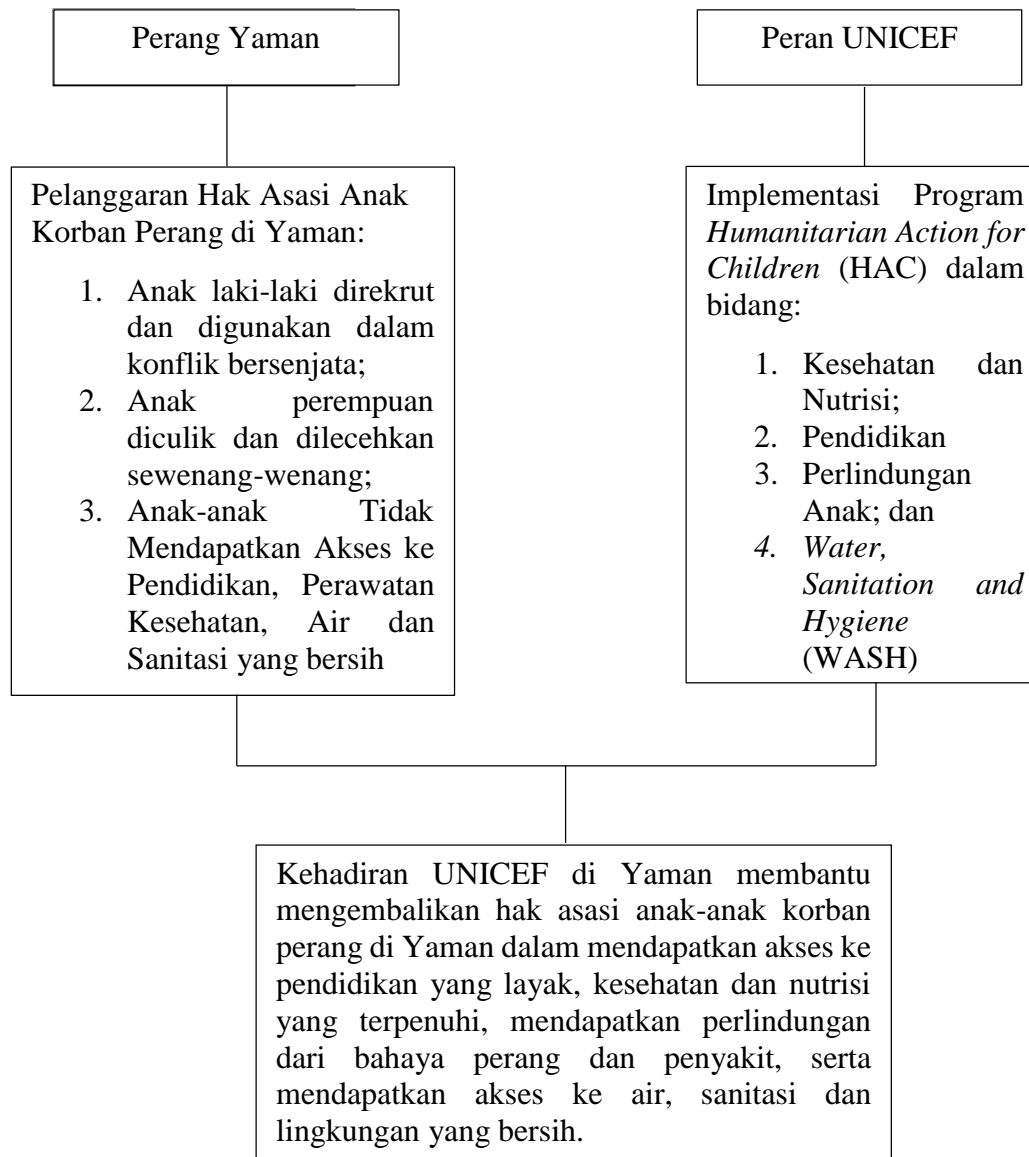 Perang Yaman
Peran UNICEF
Pelanggaran Hak Asasi Anak
Korban Perang di Yaman:
1. Anak laki-laki direkrut
dan digunakan dalam
konflik bersenjata;
2. Anak perempuan
diculik dan dilecehkan
sewenang-wenang;
3. Anak-anak Tidak
Mendapatkan Akses ke
Pendidikan, Perawatan
Kesehatan, Air dan
Sanitasi yang bersih
Implementasi Program
Humanitarian Action for
Children (HAC) dalam
bidang:
1. Kesehatan dan
Nutrisi;
2. Pendidikan
3. Perlindungan
Anak; dan
4. Water,
Sanitation and
Hygiene
(WASH)
Kehadiran UNICEF di Yaman membantu
mengembalikan hak asasi anak-anak korban
perang di Yaman dalam mendapatkan akses ke
pendidikan yang layak, kesehatan dan nutrisi
yang terpenuhi, mendapatkan perlindungan
dari bahaya perang dan penyakit, serta
mendapatkan akses ke air, sanitasi dan
lingkungan yang bersih.